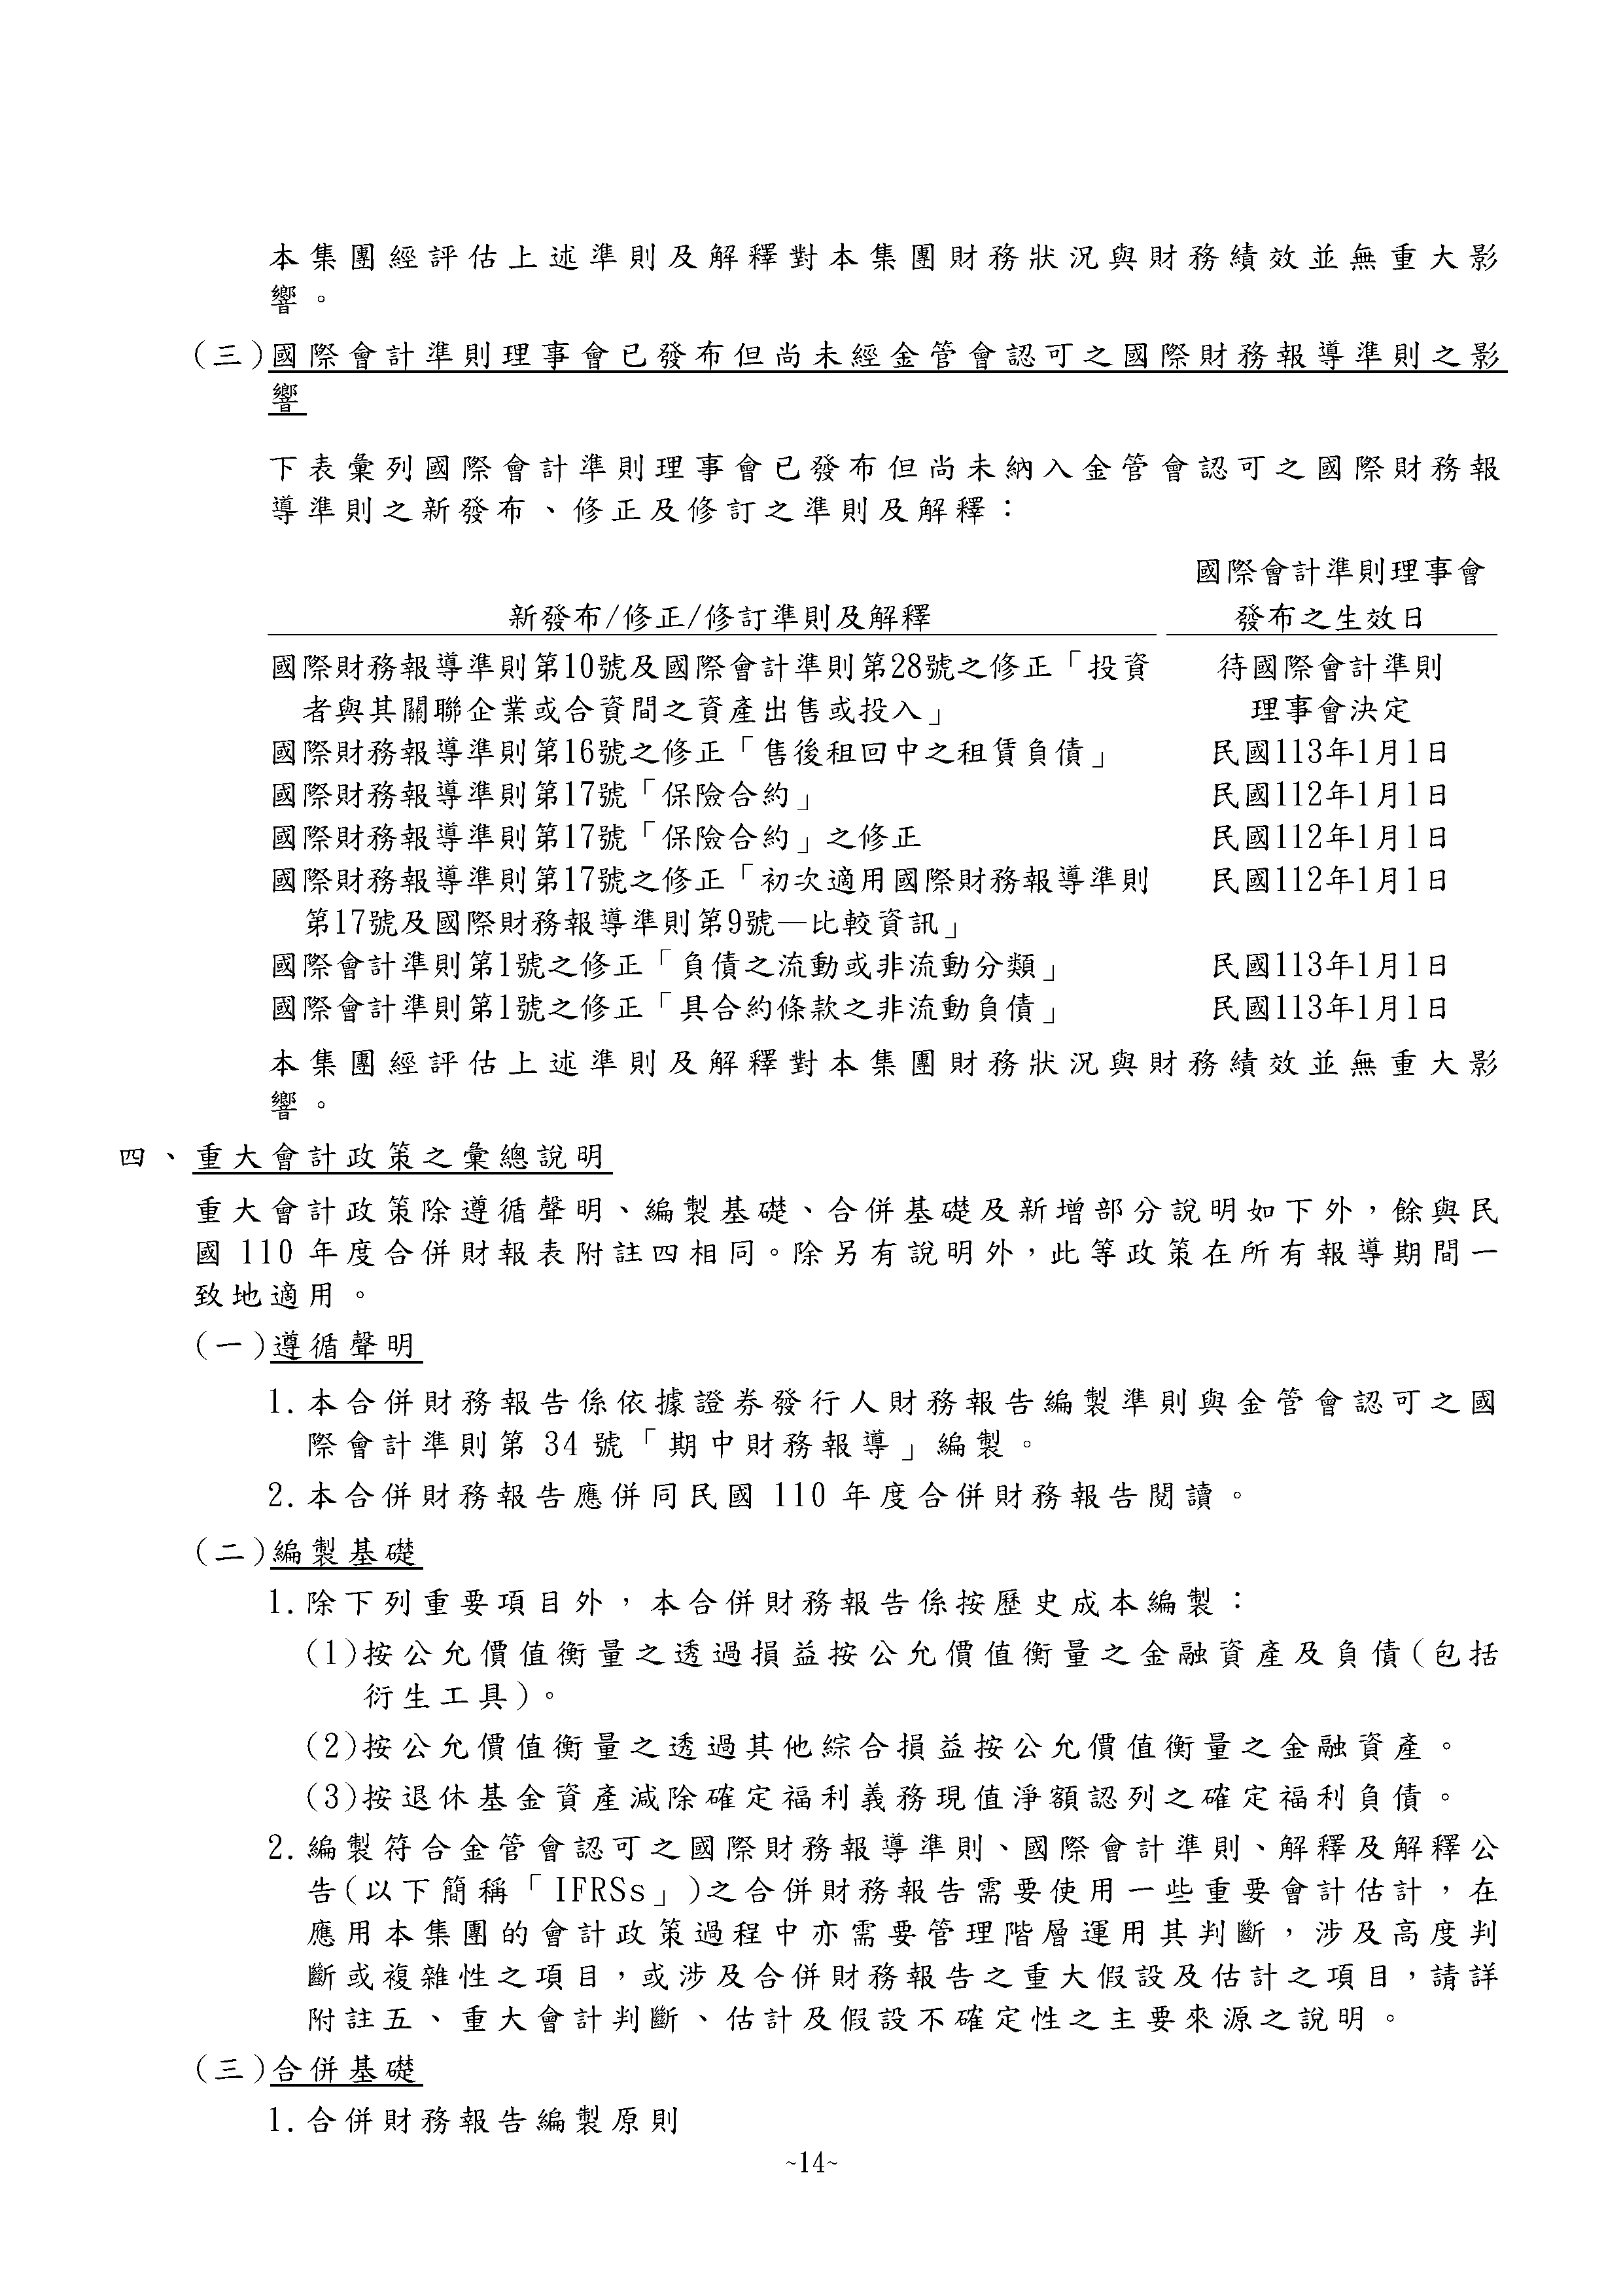 本集團經評估上述準則及解釋對本集團財務狀況與財務績效並無重大影
響。
(三)國際會計準則理事會已發布但尚未經金管會認可之國際財務報導準則之影
響
下表彙列國際會計準則理事會已發布但尚未納入金管會認可之國際財務報
導準則之新發布、修正及修訂之準則及解釋：
國際會計準則理事會
新發布/修正/修訂準則及解釋 發布之生效日
國際財務報導準則第10號及國際會計準則第28號之修正「投資 待國際會計準則
者與其關聯企業或合資間之資產出售或投入」 理事會決定
國際財務報導準則第16號之修正「售後租回中之租賃負債」 民國113年1月1日
國際財務報導準則第17號「保險合約」 民國112年1月1日
國際財務報導準則第17號「保險合約」之修正 民國112年1月1日
國際財務報導準則第17號之修正「初次適用國際財務報導準則 民國112年1月1日
第17號及國際財務報導準則第9號—比較資訊」
國際會計準則第1號之修正「負債之流動或非流動分類」 民國113年1月1日
國際會計準則第1號之修正「具合約條款之非流動負債」 民國113年1月1日
本集團經評估上述準則及解釋對本集團財務狀況與財務績效並無重大影
響。
四、重大會計政策之彙總說明
重大會計政策除遵循聲明、編製基礎、合併基礎及新增部分說明如下外，餘與民
國 110 年度合併財報表附註四相同。除另有說明外，此等政策在所有報導期間一
致地適用。
(一)遵循聲明
1.本合併財務報告係依據證券發行人財務報告編製準則與金管會認可之國
際會計準則第 34 號「期中財務報導」編製。
2.本合併財務報告應併同民國 110 年度合併財務報告閱讀。
(二)編製基礎
1.除下列重要項目外，本合併財務報告係按歷史成本編製：
(1)按公允價值衡量之透過損益按公允價值衡量之金融資產及負債(包括
衍生工具)。
(2)按公允價值衡量之透過其他綜合損益按公允價值衡量之金融資產。
(3)按退休基金資產減除確定福利義務現值淨額認列之確定福利負債。
2.編製符合金管會認可之國際財務報導準則、國際會計準則、解釋及解釋公
告(以下簡稱「IFRSs」)之合併財務報告需要使用一些重要會計估計，在
應用本集團的會計政策過程中亦需要管理階層運用其判斷，涉及高度判
斷或複雜性之項目，或涉及合併財務報告之重大假設及估計之項目，請詳
附註五、重大會計判斷、估計及假設不確定性之主要來源之說明。
(三)合併基礎
1.合併財務報告編製原則
~14~